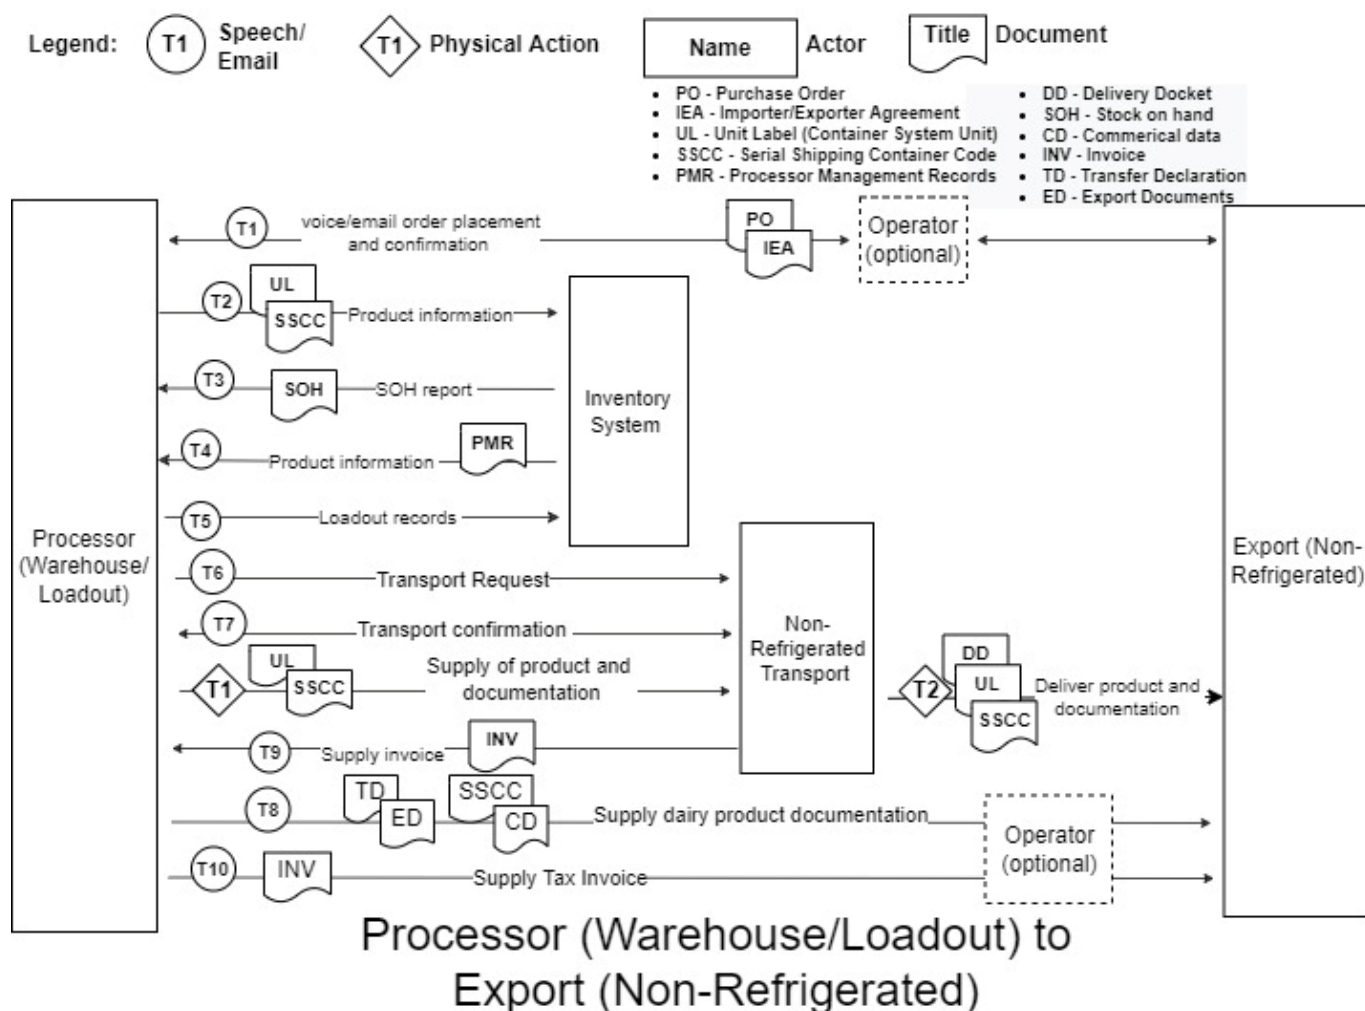 Legend:
T1
Speech/
Email
T1
Physical Action
Name
Actor
Title
Document
• PO - Purchase Order
• IEA - Importer/Exporter Agreement
• UL - Unit Label (Container System Unit)
• SSCC - Serial Shipping Container Code
• PMR - Processor Management Records
• DD - Delivery Docket
• SOH - Stock on hand
• CD - Commerical data
• INV - Invoice
• TD - Transfer Declaration
• ED - Export Documents
T1
voice/email order placement
and confirmation
PO
IEA
Operator
(optional)
T2
UL
SSCC
Product information
T3
SOH
SOH report
Inventory
System
T4
Product information
PMR
T5
Loadout records
Processor
(Warehouse/
Loadout)
Export (Non-
Refrigerated)
T6
Transport Request
T7
Transport confirmation
Non-
Refrigerated
Transport
T1
UL
SSCC
Supply of product and
documentation
T2
DD
UL
SSCC
Deliver product and
documentation
T9
Supply invoice
INV
T8
TD
ED
SSCC
CD
Supply dairy product documentation
Operator
(optional)
T10
INV
Supply Tax Invoice
Processor (Warehouse/Loadout) to
Export (Non-Refrigerated)